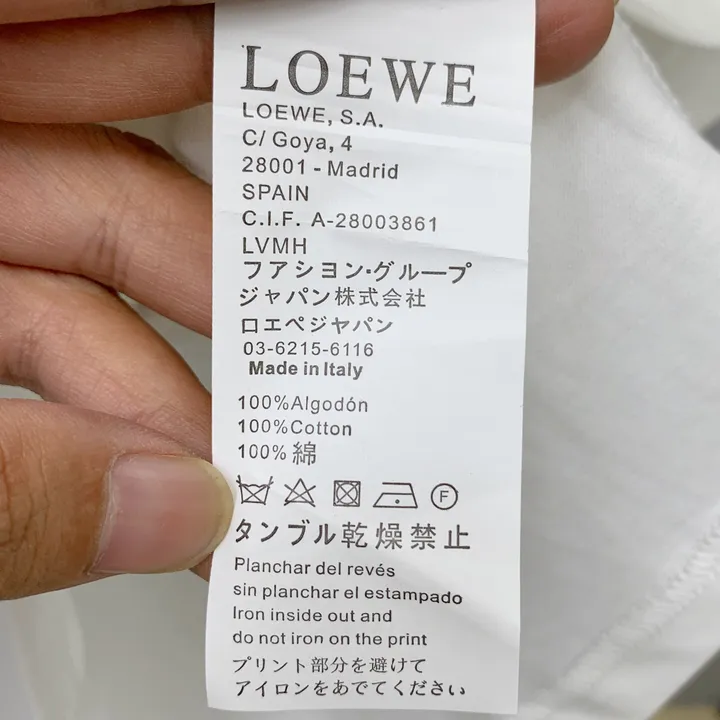 LOEWE
LOEWE, S.A.
C/ Goya, 4
28001 - Madrid
SPAIN
C.I.F. A-28003861
LVMH
フアシヨン·グループ
ジャパン株式会社
ロエペジャパン
03-6215-6116
Made in Italy
100%Algodón
100%Cotton
100%綿
F
タンブル乾燥禁止
Planchar del revés
sin planchar el estampado
Iron inside out and
do not iron on the print
プリント部分を避けて
アイロンをあでてください